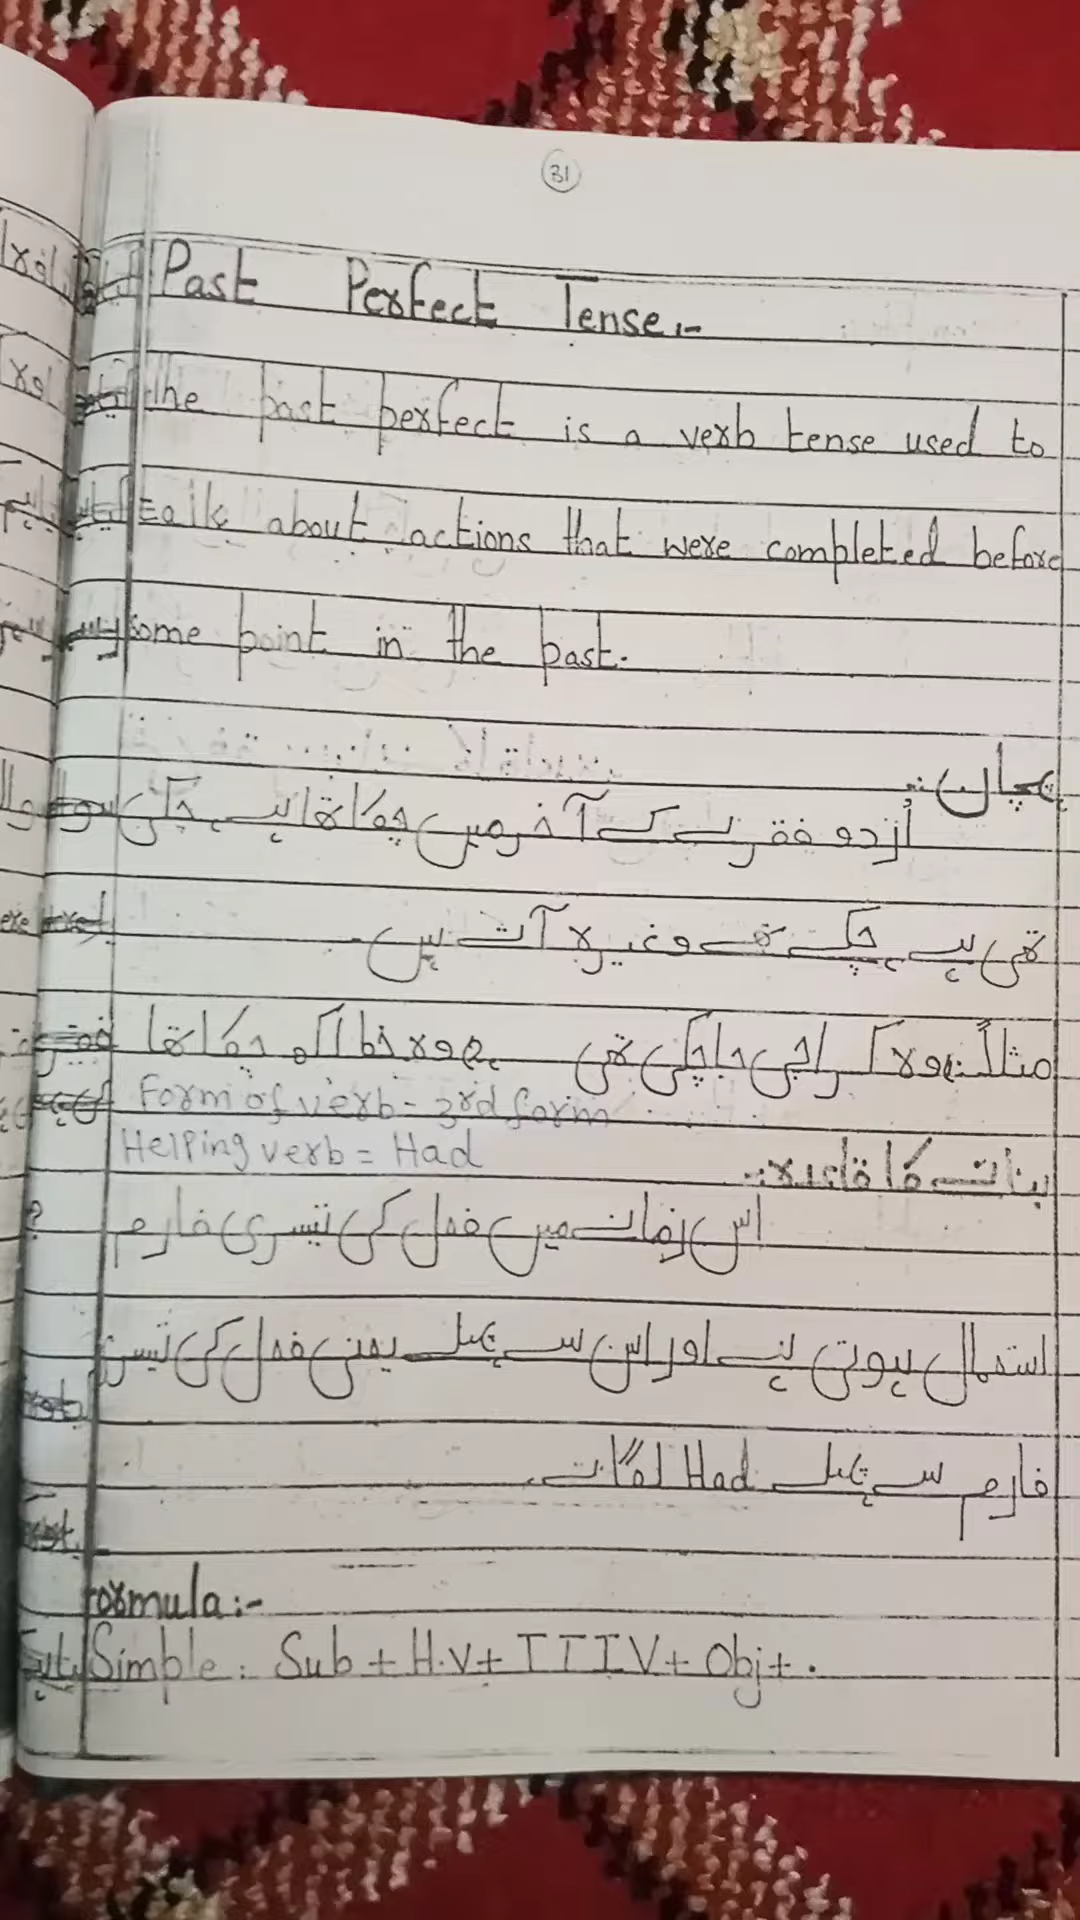 31
Past Perfect Tense:-
The past perfect is a verb tense used to
talk about actions that were completed before
some point in the past.
پہچان:-
اُردو فقرے کے آخر میں چکا تھا ہے، چکی
تھی ہے، چکے تھے وغیرہ آتے ہیں۔
مثلاً:- وہ کراچی جا چکی تھی وہ خط لکھ چکا تھا
Form of verb = 3rd form
Helping verb = Had
بنانے کا قاعدہ:-
اس زمانے میں فعل کی تیسری فارم
استعمال ہوتی ہے اور اس سے پہلے یعنی فعل کی تیسری
فارم سے پہلے Had لگاتے
Formula:-
Simple: Sub + H.V + IIIV + Obj + .